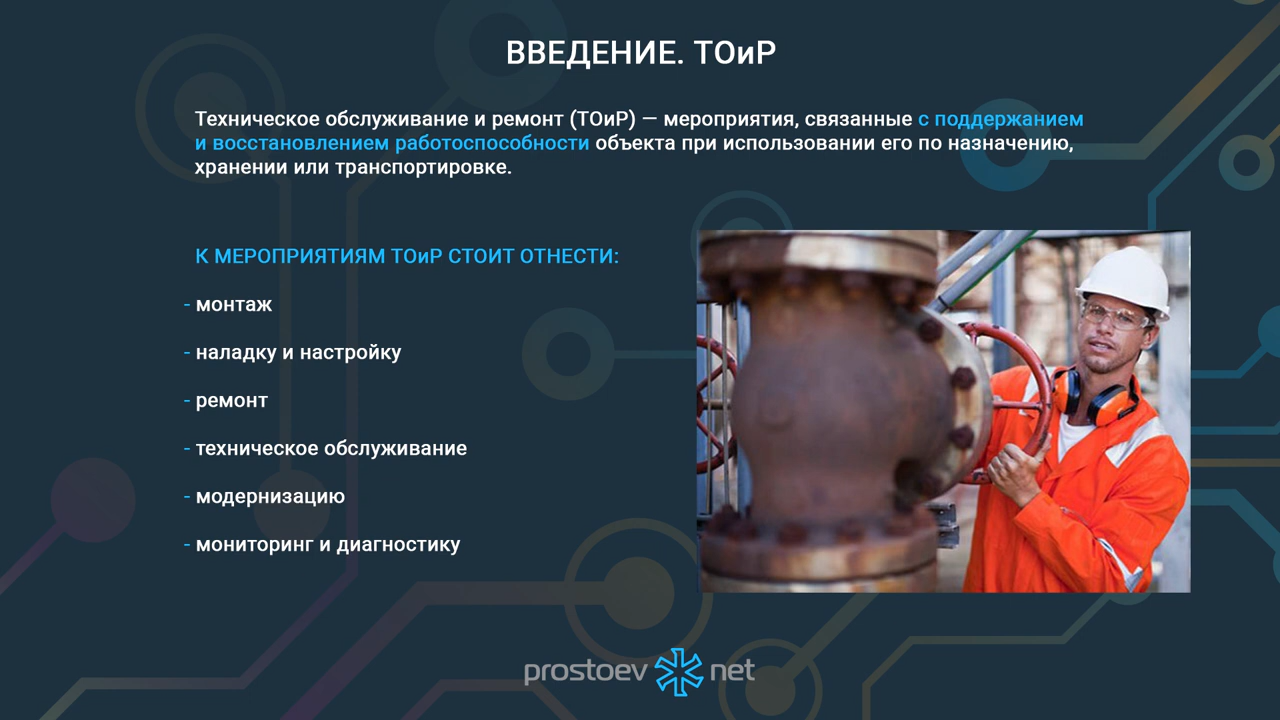 ВВЕДЕНИЕ. ТОиР
Техническое обслуживание и ремонт (ТОиР) — мероприятия, связанные с поддержанием
и восстановлением работоспособности объекта при использовании его по назначению,
хранении или транспортировке.
К МЕРОПРИЯТИЯМ ТОиР СТОИТ ОТНЕСТИ:
- монтаж
- наладку и настройку
- ремонт
- техническое обслуживание
- модернизацию
- мониторинг и диагностику
prostoev net